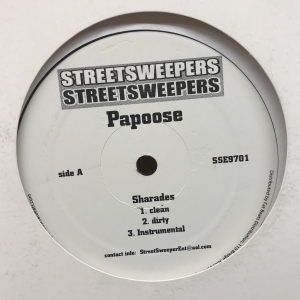 STREETSWEEPERS
STREETSWEEPERS
Papoose
side A
SSE9701
Sharades
1. clean
2. dirty
3. Instrumental
contact info: StreetSweeperEnt@aol.com